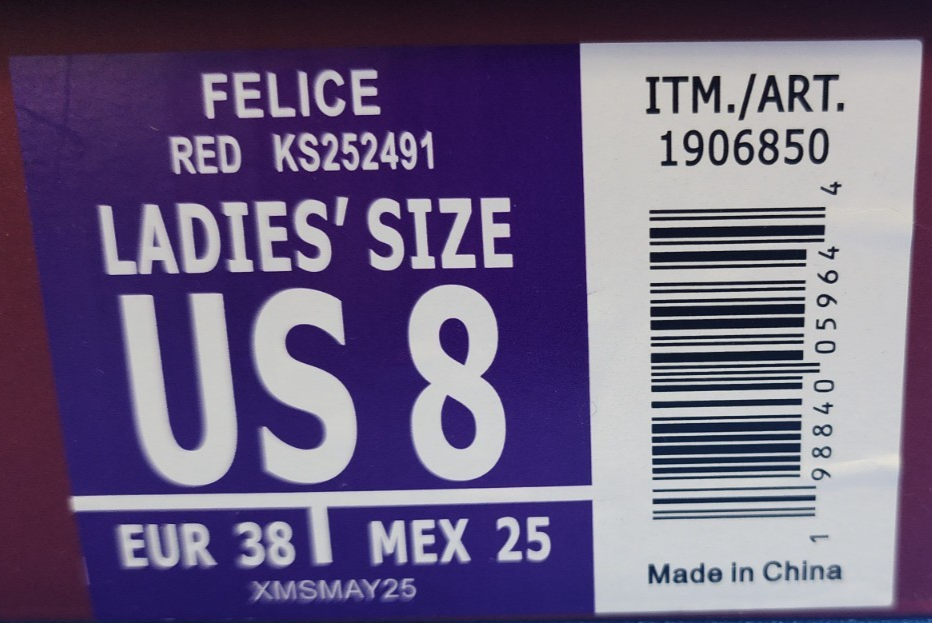 FELICE
RED KS252491
LADIES' SIZE
US 8
EUR 38 MEX 25
XMSMAY25
ITM./ART.
1906850
1 98840 05964 4
Made in China